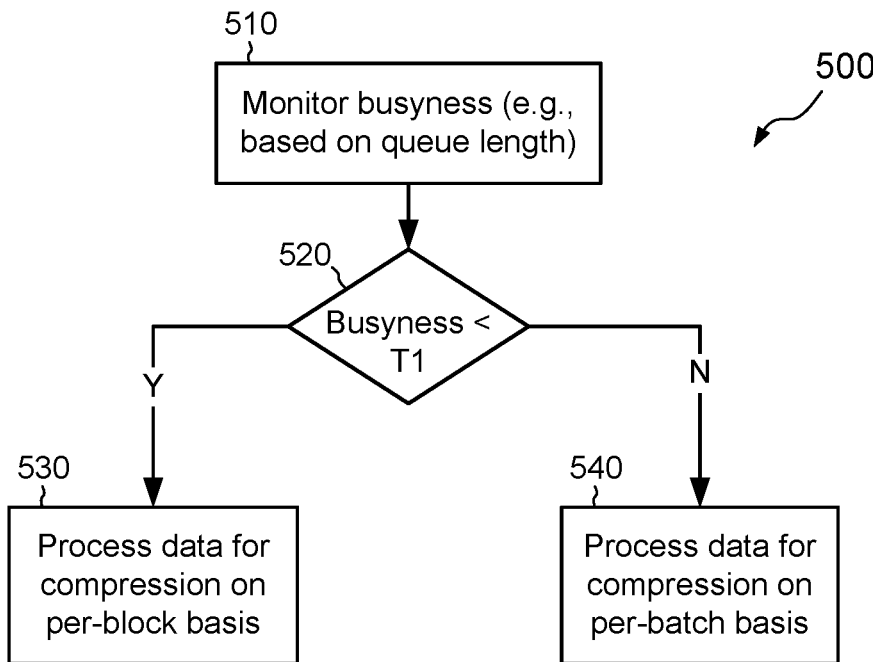 510
500
Monitor busyness (e.g.,
based on queue length)
520
Busyness <
T1
Y
N
530
540
Process data for
compression on
per-block basis
Process data for
compression on
per-batch basis